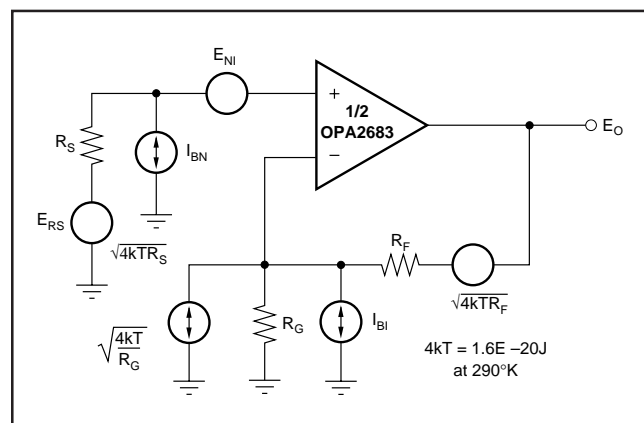 E_NI
+
1/2
OPA2683
E_O
R_S
I_BN
−
E_RS
√4kTR_S
R_F
√4kTR_F
√4kT/R_G
R_G
I_BI
4kT = 1.6E –20J
at 290°K